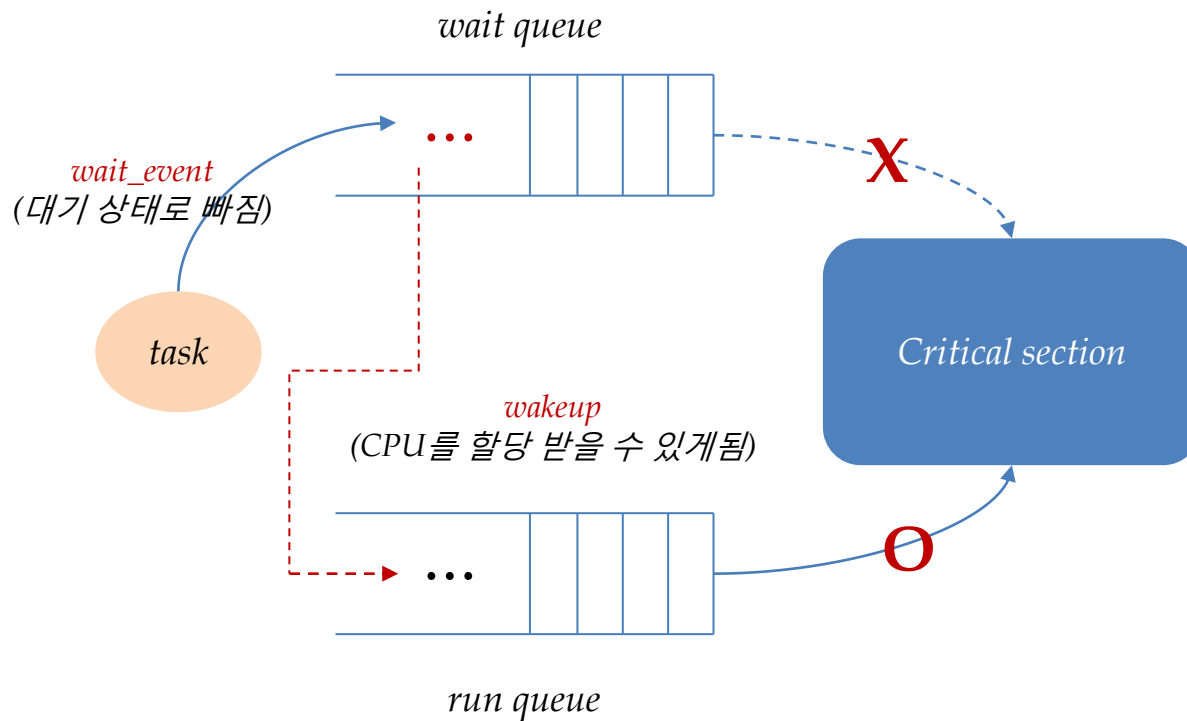 wait queue
...
X
wait_event
(대기 상태로 빠짐)
task
Critical section
wakeup
(CPU를 할당 받을 수 있게됨)
...
O
run queue